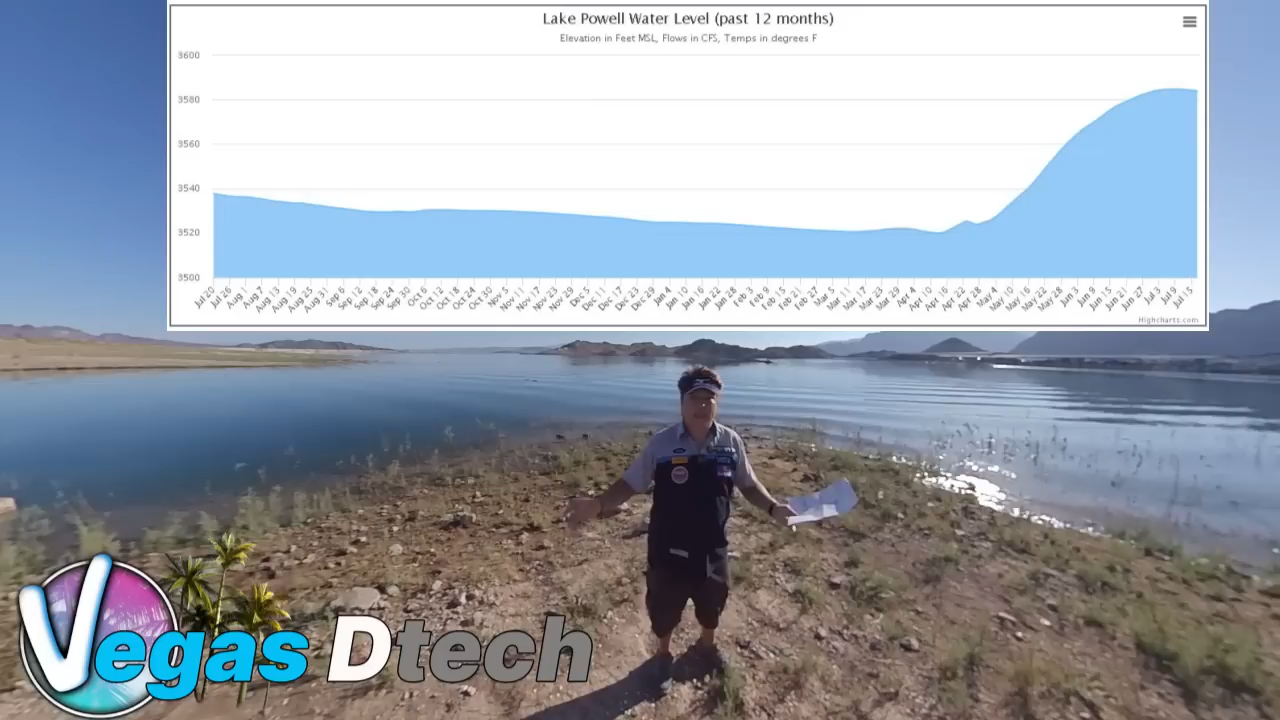 Lake Powell Water Level (past 12 months)
Elevation in Feet MSL, Flows in CFS, Temps in degrees F
3600
3580
3560
3540
3520
3500
Jul 20 Jul 26 Aug 1 Aug 7 Aug 13 Aug 19 Aug 25 Aug 31 Sep 6 Sep 12 Sep 18 Sep 24 Sep 30 Oct 6 Oct 12 Oct 18 Oct 24 Oct 30 Nov 5 Nov 11 Nov 17 Nov 23 Nov 29 Dec 5 Dec 11 Dec 17 Dec 23 Dec 29 Jan 4 Jan 10 Jan 16 Jan 22 Jan 28 Feb 3 Feb 9 Feb 15 Feb 21 Feb 27 Mar 5 Mar 11 Mar 17 Mar 23 Mar 29 Apr 4 Apr 10 Apr 16 Apr 22 Apr 28 May 4 May 10 May 16 May 22 May 28 Jun 3 Jun 9 Jun 15 Jun 21 Jun 27 Jul 3 Jul 9 Jul 15
Highcharts.com
Vegas Dtech